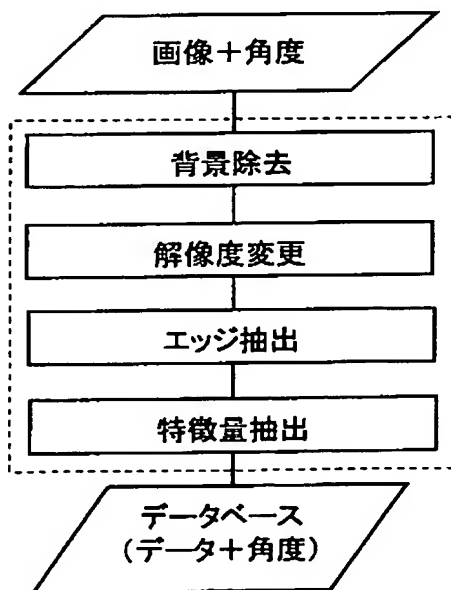 画像＋角度
背景除去
解像度変更
エッジ抽出
特徴量抽出
データベース
(データ＋角度)